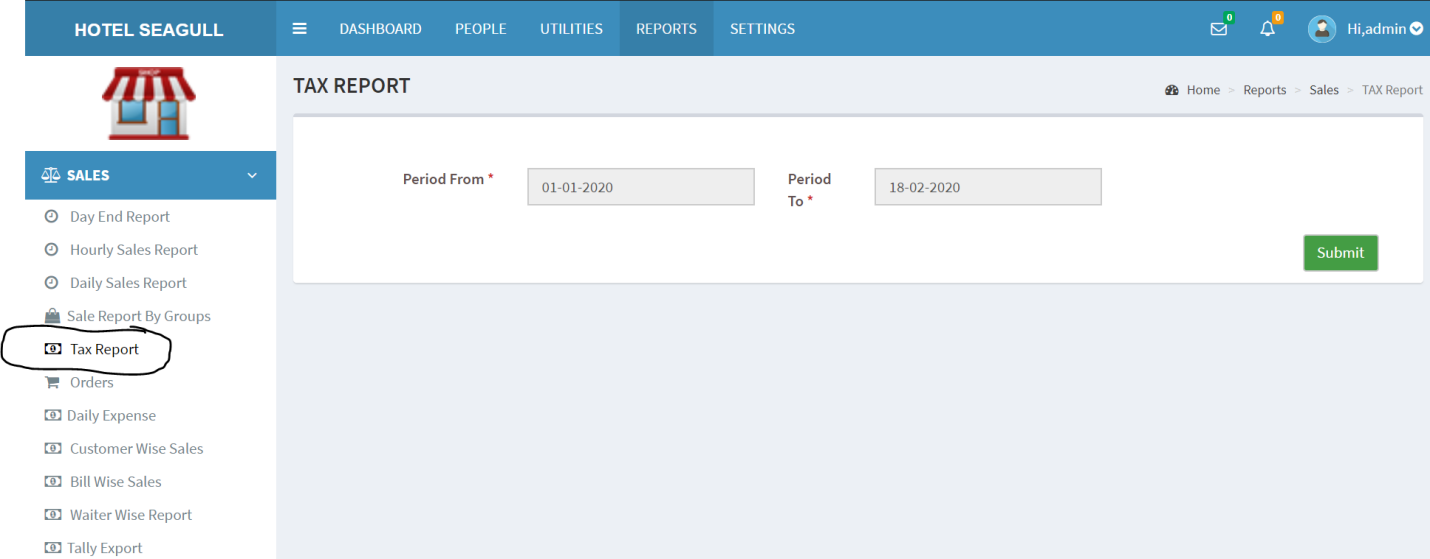 HOTEL SEAGULL
DASHBOARD PEOPLE UTILITIES REPORTS SETTINGS 0 0 Hi,admin
SHOP
TAX REPORT
Home > Reports > Sales > TAX Report
SALES
Day End Report
Hourly Sales Report
Daily Sales Report
Sale Report By Groups
Tax Report
Orders
Daily Expense
Customer Wise Sales
Bill Wise Sales
Waiter Wise Report
Tally Export
Period From * 01-01-2020
Period
To * 18-02-2020
Submit